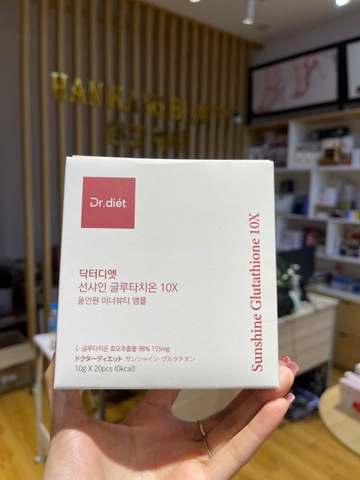 Dr.diét
닥터디엣
선샤인 글루타치온 10X
올인원 이너뷰티 앰플
L-글루타치온 효모추출물 98% 155mg
ドクターディエット サンシャイン·グルタチオン
10g X 20pcs (0kcal)
Sunshine Glutathione 10X